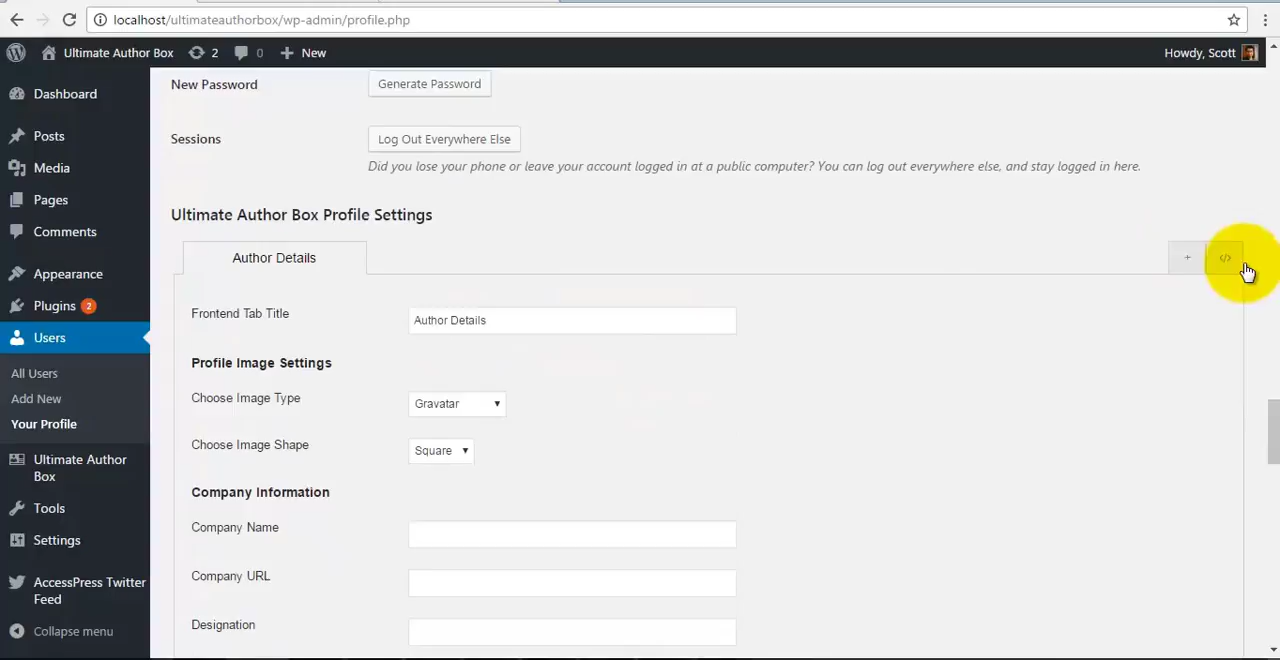 localhost/ultimateauthorbox/wp-admin/profile.php
Ultimate Author Box 2 0 + New Howdy, Scott
Dashboard
Posts
Media
Pages
Comments
Appearance
Plugins 2
Users
All Users
Add New
Your Profile
Ultimate Author
Box
Tools
Settings
AccessPress Twitter
Feed
Collapse menu
New Password Generate Password
Sessions Log Out Everywhere Else
Did you lose your phone or leave your account logged in at a public computer? You can log out everywhere else, and stay logged in here.
Ultimate Author Box Profile Settings
Author Details + </>
Frontend Tab Title Author Details
Profile Image Settings
Choose Image Type Gravatar
Choose Image Shape Square
Company Information
Company Name
Company URL
Designation